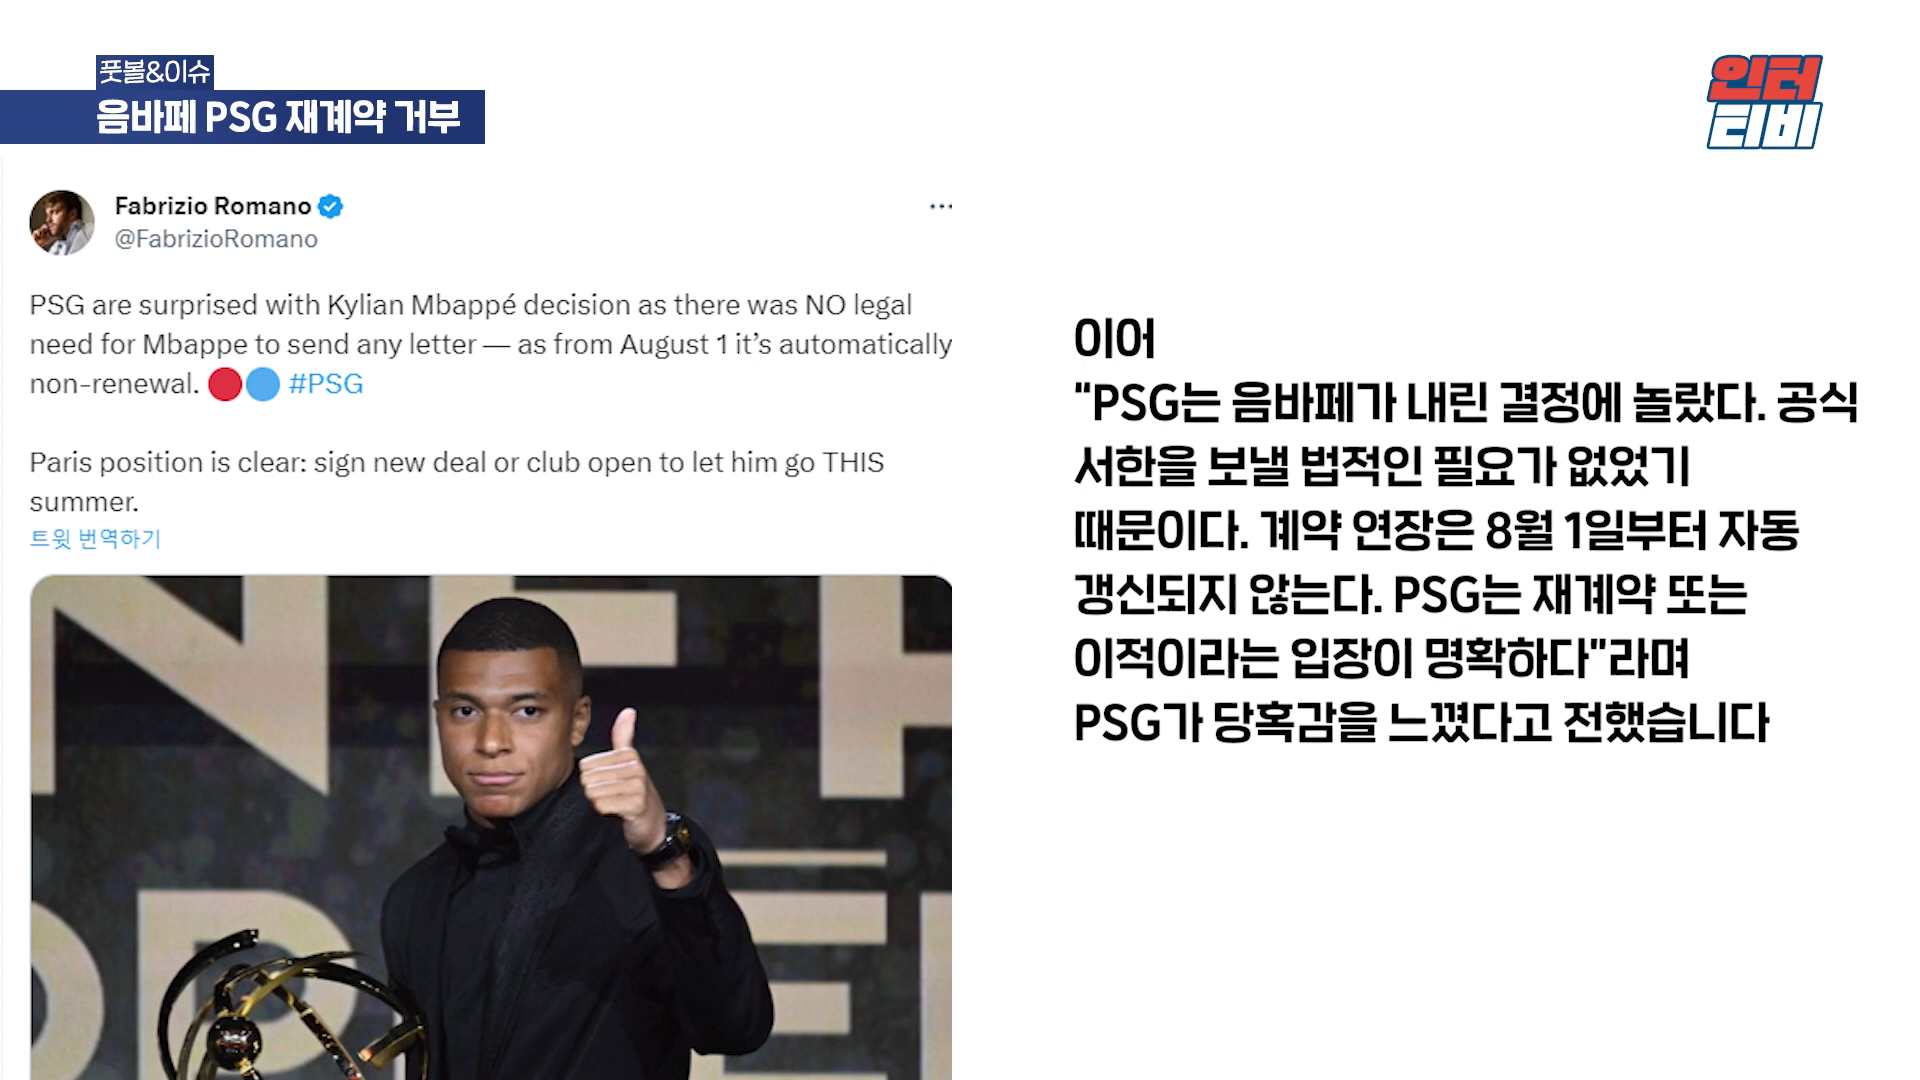 풋볼&이슈
음바페 PSG 재계약 거부
인터
티비
Fabrizio Romano
@FabrizioRomano
PSG are surprised with Kylian Mbappé decision as there was NO legal
need for Mbappe to send any letter — as from August 1 it’s automatically
non-renewal. 🔴🔵 #PSG
Paris position is clear: sign new deal or club open to let him go THIS
summer.
트윗 번역하기
이어
“PSG는 음바페가 내린 결정에 놀랐다. 공식
서한을 보낼 법적인 필요가 없었기
때문이다. 계약 연장은 8월 1일부터 자동
갱신되지 않는다. PSG는 재계약 또는
이적이라는 입장이 명확하다”라며
PSG가 당혹감을 느꼈다고 전했습니다